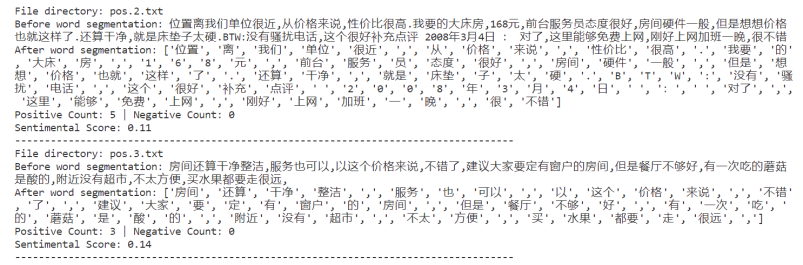 File directory: pos.2.txt
Before word segmentation: 位置离我们单位很近,从价格来说,性价比很高.我要的大床房,168元,前台服务员态度很好,房间硬件一般,但是想想价格
也就这样了.还算干净,就是床垫子太硬.BTW:没有骚扰电话,这个很好补充点评 2008年3月4日 : 对了,这里能够免费上网,刚好上网加班一晚,很不错
After word segmentation: ['位置', '离', '我们', '单位', '很近', ',', '从', '价格', '来说', ',', '性价比', '很高', '.', '我要', '的
', '大床', '房', ',', '1', '6', '8', '元', ',', '前台', '服务', '员', '态度', '很好', ',', '房间', '硬件', '一般', ',', '但是', '想
想', '价格', '也就', '这样', '了', '.', '还算', '干净', ',', '就是', '床垫', '子', '太', '硬', '.', 'B', 'T', 'W', ':', '没有', '骚
扰', '电话', ',', '这个', '很好', '补充', '点评', ' ', '2', '0', '0', '8', '年', '3', '月', '4', '日', ' ', ':', ' ', '对了', ',',
'这里', '能够', '免费', '上网', ',', '刚好', '上网', '加班', '一', '晚', ',', '很', '不错']
Positive Count: 5 | Negative Count: 0
Sentimental Score: 0.11
--------------------------------------------------------------------------------
File directory: pos.3.txt
Before word segmentation: 房间还算干净整洁,服务也可以,以这个价格来说,不错了,建议大家要定有窗户的房间,但是餐厅不够好,有一次吃的蘑菇
是酸的,附近没有超市,不太方便,买水果都要走很远,
After word segmentation: ['房间', '还算', '干净', '整洁', ',', '服务', '也', '可以', ',', '以', '这个', '价格', '来说', ',', '不错
', '了', ',', '建议', '大家', '要', '定', '有', '窗户', '的', '房间', ',', '但是', '餐厅', '不够', '好', ',', '有', '一次', '吃', '
的', '蘑菇', '是', '酸', '的', ',', '附近', '没有', '超市', ',', '不太', '方便', ',', '买', '水果', '都要', '走', '很远', ',']
Positive Count: 3 | Negative Count: 0
Sentimental Score: 0.14
--------------------------------------------------------------------------------